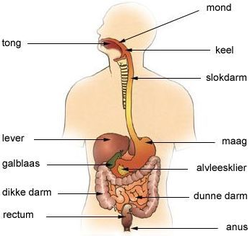 mond
tong
keel
slokdarm
lever
maag
galblaas
alvleesklier
dikke darm
dunne darm
rectum
anus